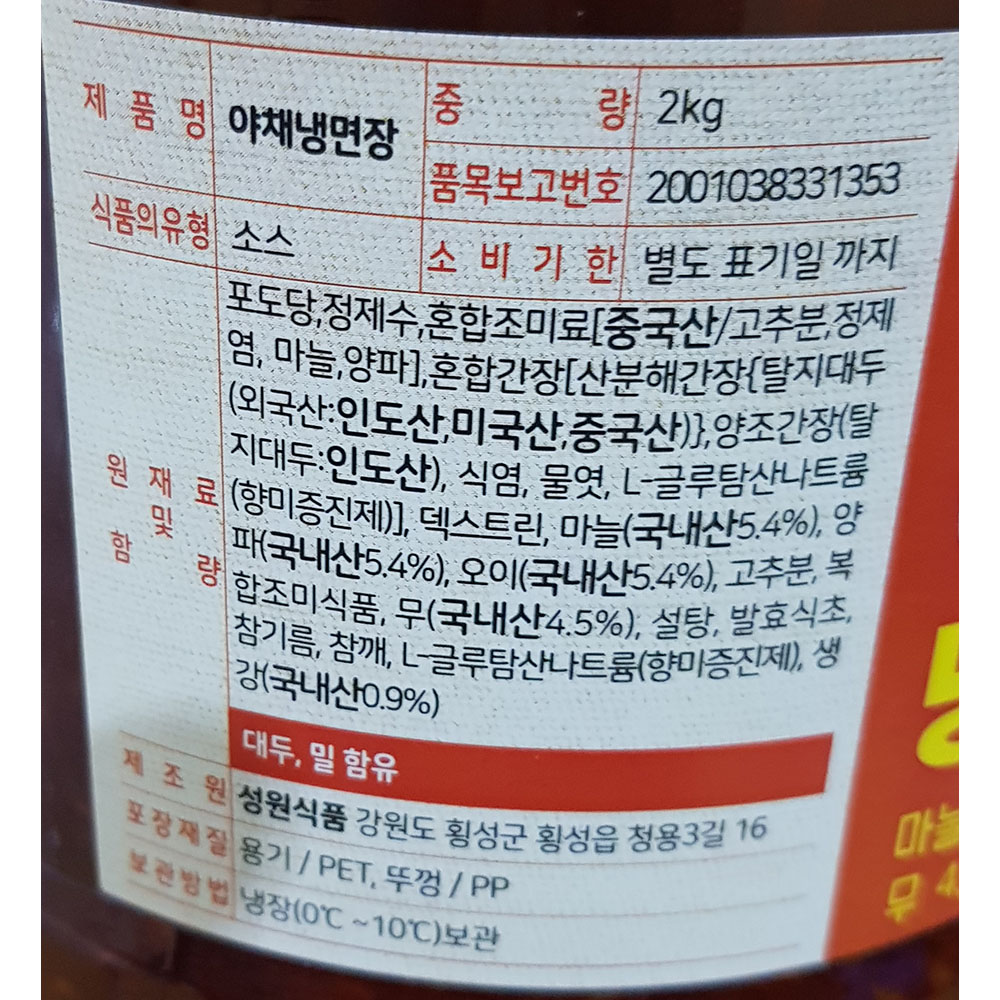 제 품 명 야채냉면장 중 량 2kg
품목보고번호 2001038331353
식품의유형 소스 소 비 기 한 별도 표기일 까지
원 재 료 및 함 량
포도당,정제수,혼합조미료[중국산/고추분,정제
염, 마늘,양파],혼합간장[산분해간장{탈지대두
(외국산:인도산,미국산,중국산)},양조간장(탈
지대두:인도산), 식염, 물엿, L-글루탐산나트륨
(향미증진제)], 덱스트린, 마늘(국내산5.4%), 양
파(국내산5.4%), 오이(국내산5.4%), 고추분, 복
합조미식품, 무(국내산4.5%), 설탕, 발효식초,
참기름, 참깨, L-글루탐산나트륨(향미증진제), 생
강(국내산0.9%)
대두, 밀 함유
제 조 원 성원식품 강원도 횡성군 횡성읍 청용3길 16
포장재질 용기 / PET, 뚜껑 / PP
보관방법 냉장(0℃ ~10℃)보관
마늘
무 4